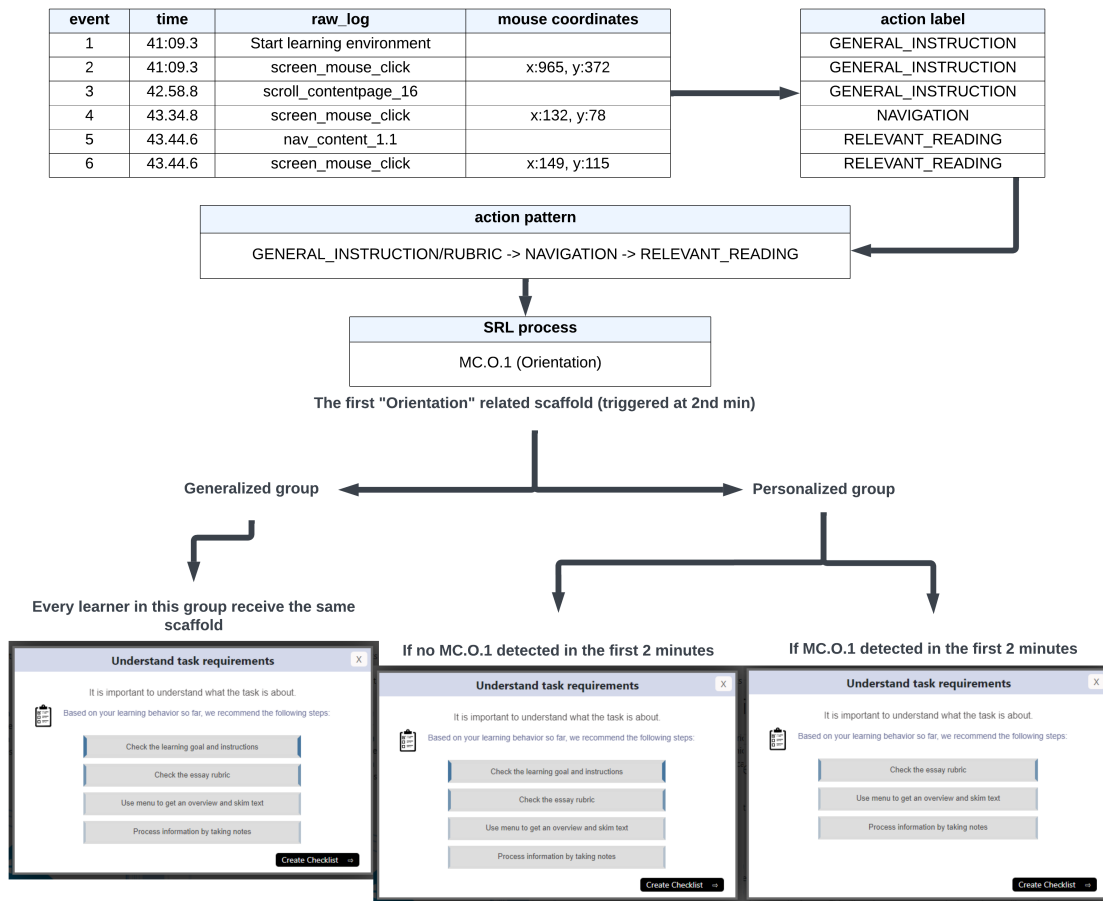 event time raw_log mouse coordinates
1 41:09.3 Start learning environment
2 41:09.3 screen_mouse_click x:965, y:372
3 42.58.8 scroll_contentpage_16
4 43.34.8 screen_mouse_click x:132, y:78
5 43.44.6 nav_content_1.1
6 43.44.6 screen_mouse_click x:149, y:115
action label
GENERAL_INSTRUCTION
GENERAL_INSTRUCTION
GENERAL_INSTRUCTION
NAVIGATION
RELEVANT_READING
RELEVANT_READING
action pattern
GENERAL_INSTRUCTION/RUBRIC -> NAVIGATION -> RELEVANT_READING
SRL process
MC.O.1 (Orientation)
The first "Orientation" related scaffold (triggered at 2nd min)
Generalized group
Personalized group
Every learner in this group receive the same
scaffold
Understand task requirements X
It is important to understand what the task is about.
Based on your learning behavior so far, we recommend the following steps:
Check the learning goal and instructions
Check the essay rubric
Use menu to get an overview and skim text
Process information by taking notes
Create Checklist ⇒
If no MC.O.1 detected in the first 2 minutes
Understand task requirements X
It is important to understand what the task is about.
Based on your learning behavior so far, we recommend the following steps:
Check the learning goal and instructions
Check the essay rubric
Use menu to get an overview and skim text
Process information by taking notes
Create Checklist ⇒
If MC.O.1 detected in the first 2 minutes
Understand task requirements X
It is important to understand what the task is about.
Based on your learning behavior so far, we recommend the following steps:
Check the essay rubric
Use menu to get an overview and skim text
Process information by taking notes
Create Checklist ⇒